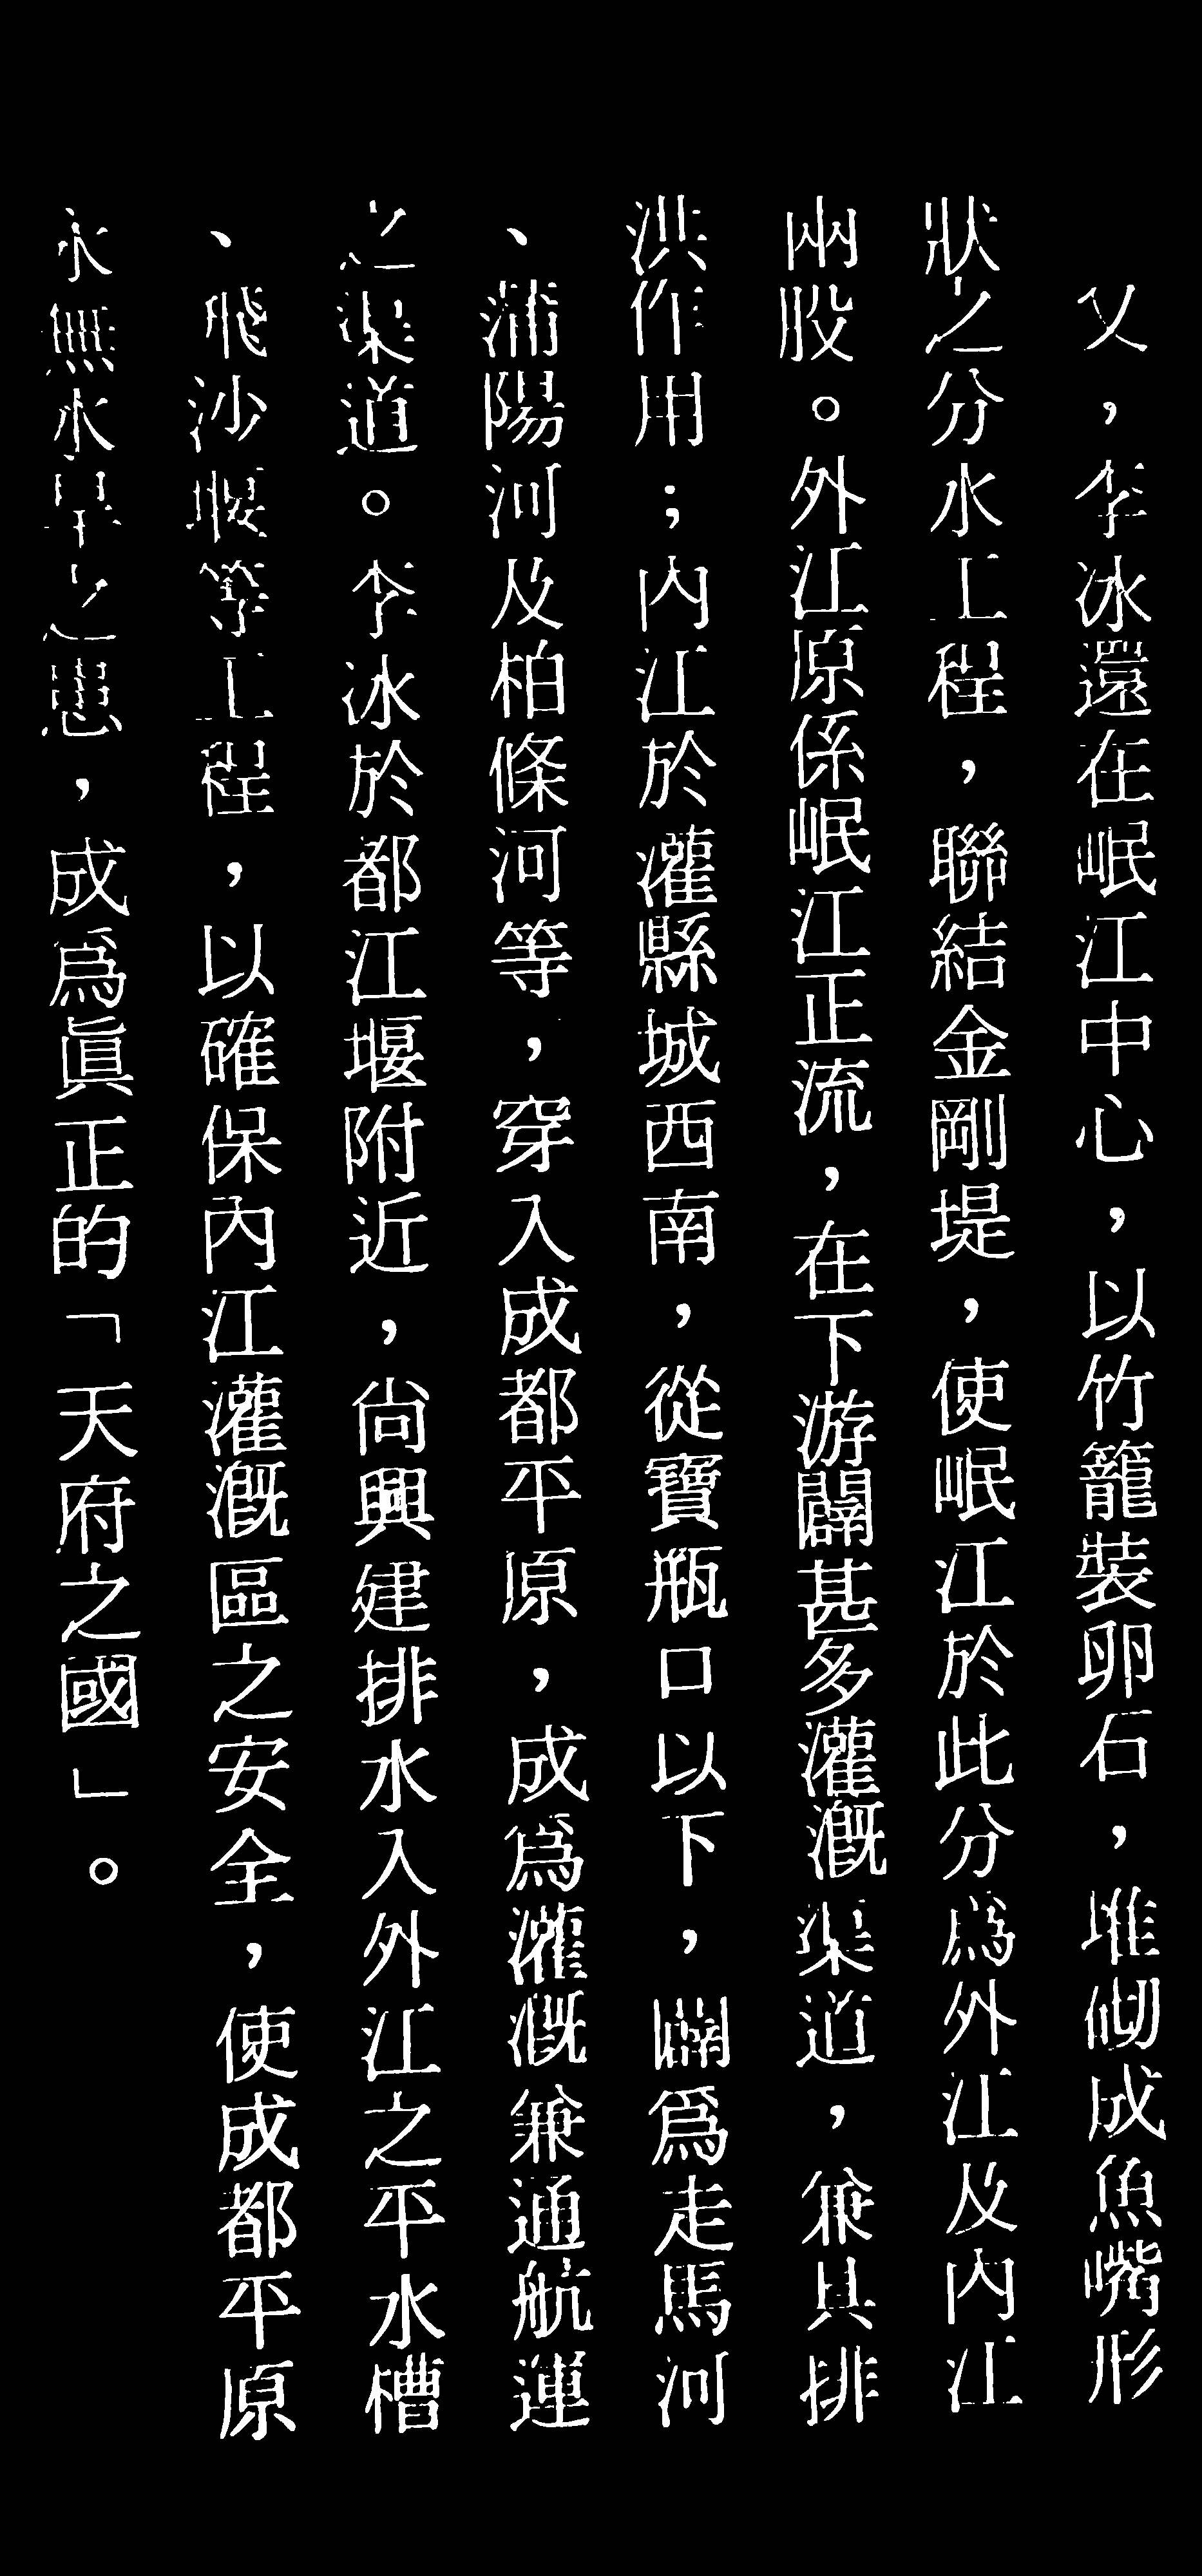 又，李冰還在岷江中心，以竹籠裝卵石，堆砌成魚嘴形
狀之分水工程，聯結金剛堤，使岷江於此分爲外江及內江
兩股。外江原係岷江正流，在下游闢甚多灌漑渠道，兼具排
洪作用；內江於灌縣城西南，從寶瓶口以下，闢爲走馬河
、蒲陽河及柏條河等，穿入成都平原，成爲灌漑兼通航運
之渠道。李冰於都江堰附近，尙興建排水入外江之平水槽
、飛沙堰等工程，以確保內江灌漑區之安全，使成都平原
永無水旱之患，成爲眞正的「天府之國」。